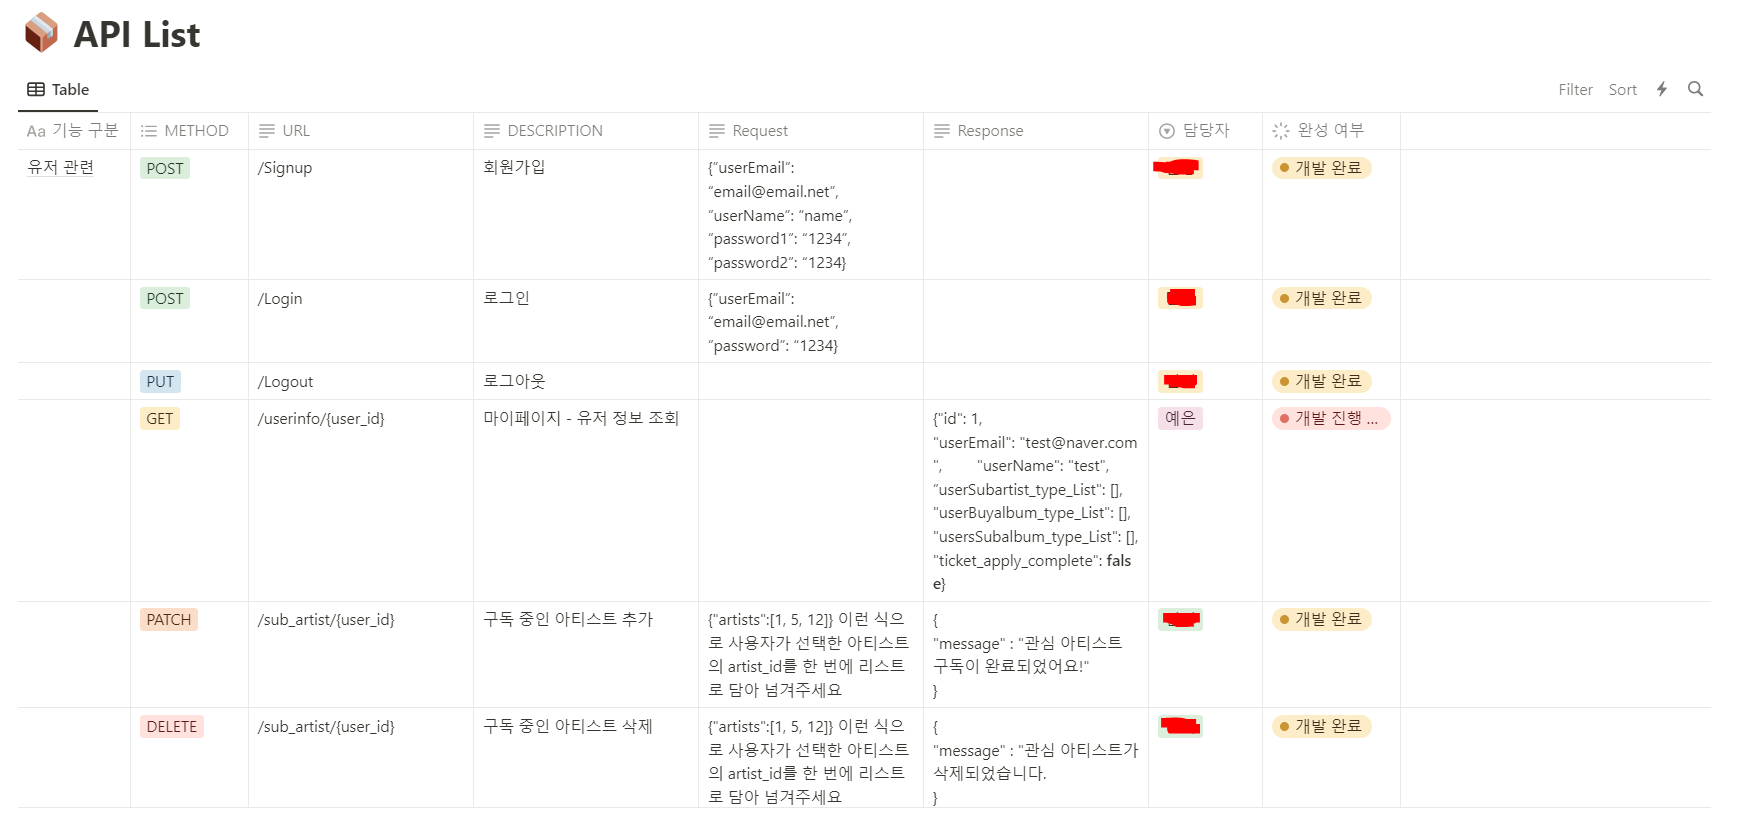 API List
Table
Filter Sort
Aa 기능 구분 METHOD URL DESCRIPTION Request Response 담당자 완성 여부
유저 관련 POST /Signup 회원가입 {"userEmail": 개발 완료
"email@email.net",
"userName": "name",
"password1": "1234",
"password2": "1234}
POST /Login 로그인 {"userEmail": 개발 완료
"email@email.net",
"password": "1234}
PUT /Logout 로그아웃 개발 완료
GET /userinfo/{user_id} 마이페이지 - 유저 정보 조회 {"id": 1, 예은 개발 진행 ...
"userEmail": "test@naver.com
", "userName": "test",
"userSubartist_type_List": [],
"userBuyalbum_type_List": [],
"usersSubalbum_type_List": [],
"ticket_apply_complete": fals
e}
PATCH /sub_artist/{user_id} 구독 중인 아티스트 추가 {"artists":[1, 5, 12]} 이런 식으 { 개발 완료
로 사용자가 선택한 아티스트 "message" : "관심 아티스트
의 artist_id를 한 번에 리스트 구독이 완료되었어요!"
로 담아 넘겨주세요 }
DELETE /sub_artist/{user_id} 구독 중인 아티스트 삭제 {"artists":[1, 5, 12]} 이런 식으 { 개발 완료
로 사용자가 선택한 아티스트 "message" : "관심 아티스트가
의 artist_id를 한 번에 리스트 삭제되었습니다.
로 담아 넘겨주세요 }